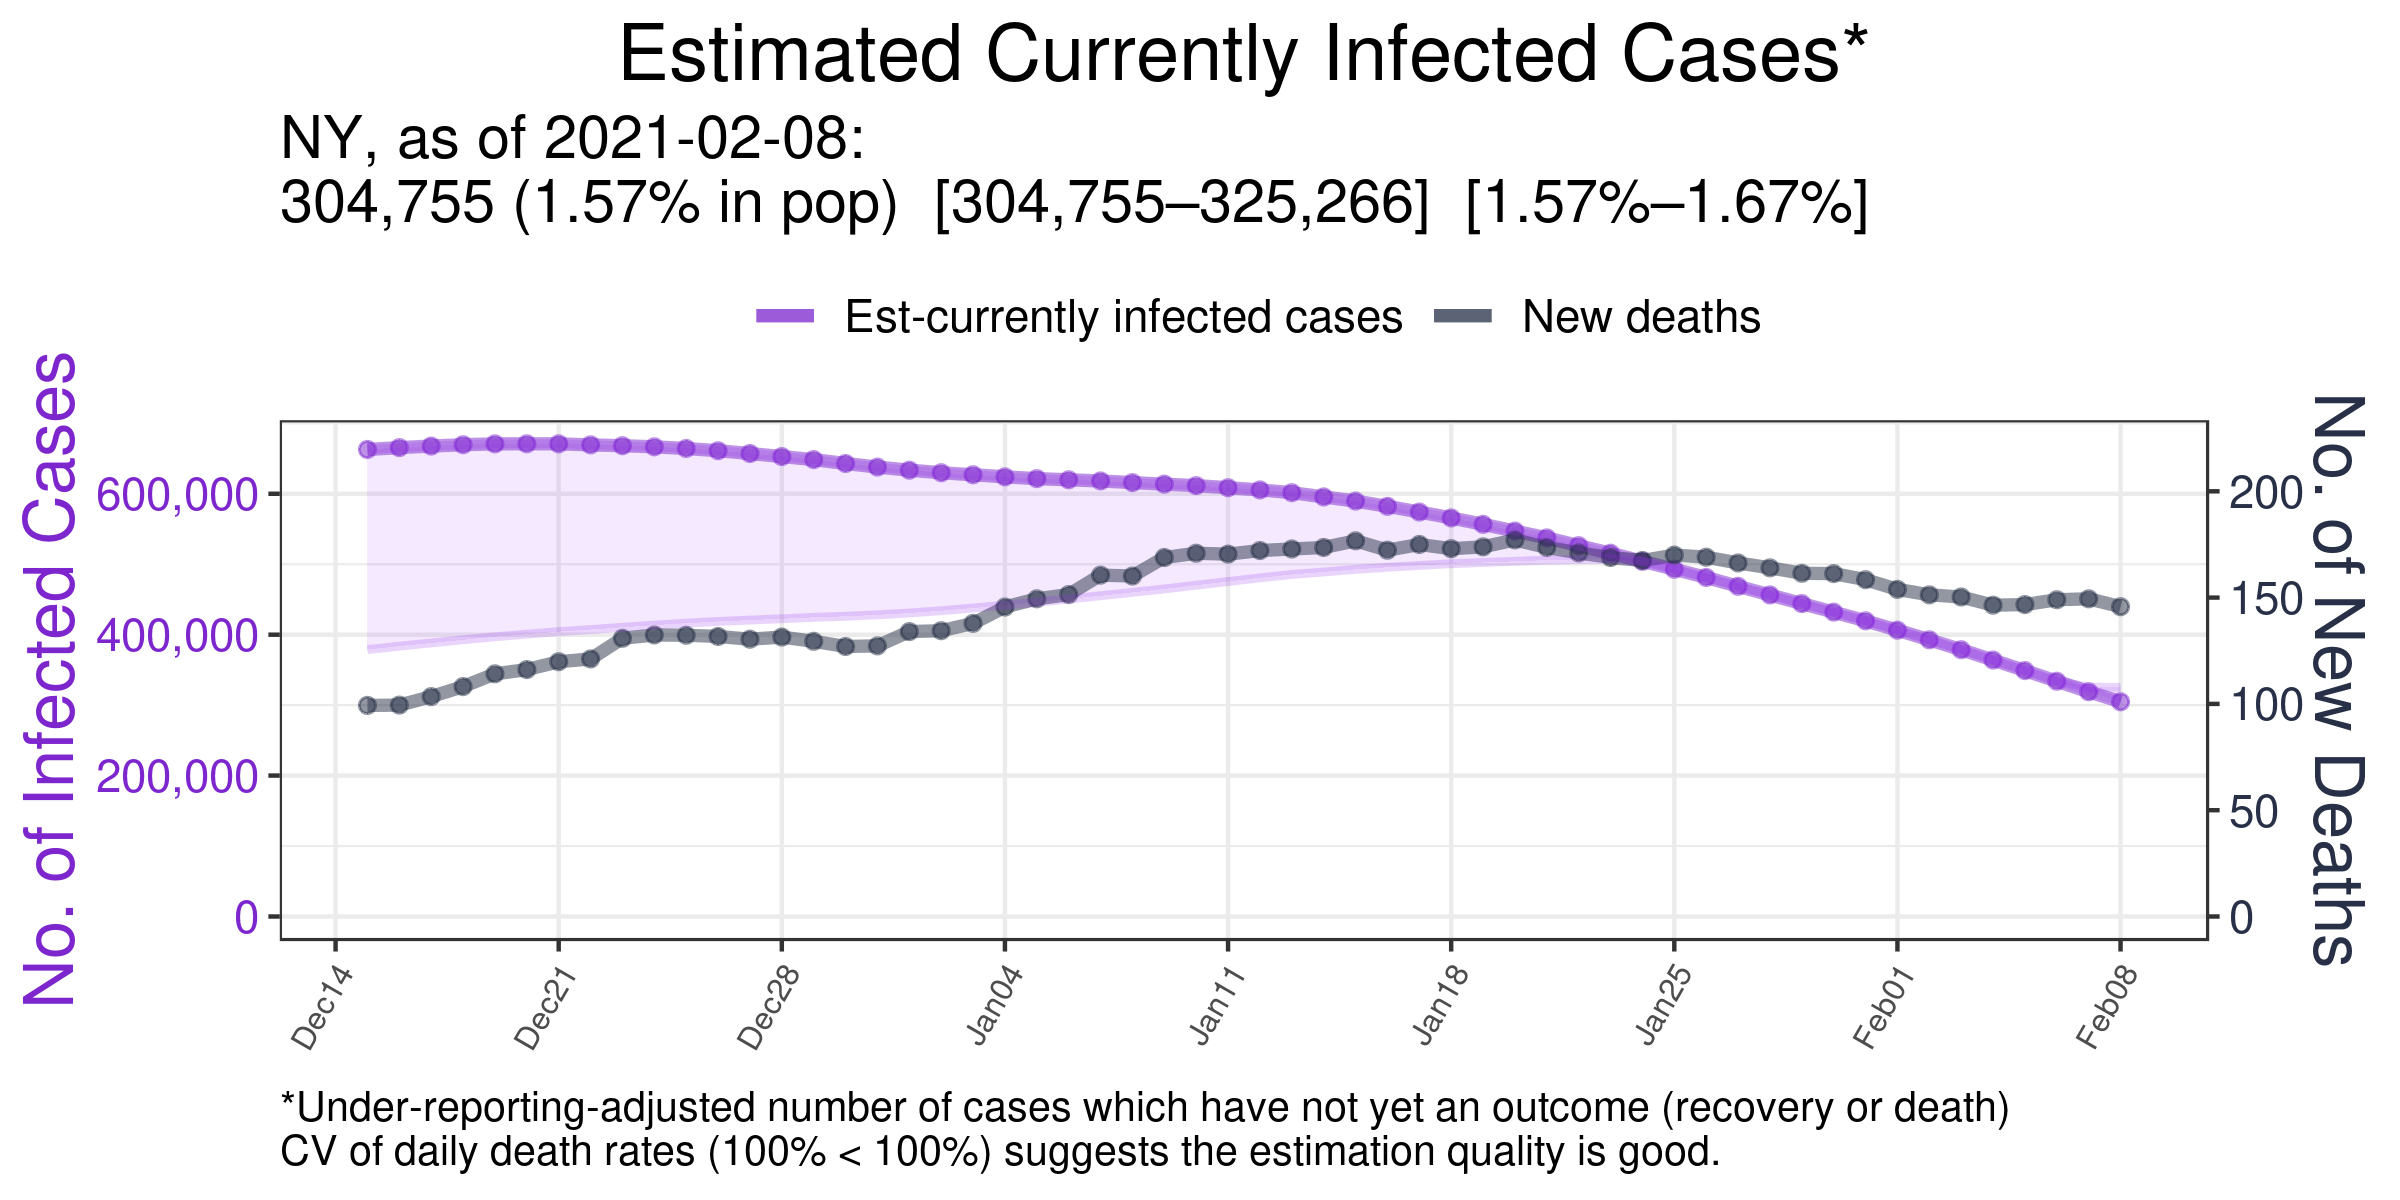 Estimated Currently Infected Cases*
NY, as of 2021-02-08:
304,755 (1.57% in pop) [304,755–325,266] [1.57%–1.67%]
Est-currently infected cases
New deaths
No. of Infected Cases
600,000
400,000
200,000
0
No. of New Deaths
200
150
100
50
0
Dec14
Dec21
Dec28
Jan04
Jan11
Jan18
Jan25
Feb01
Feb08
*Under-reporting-adjusted number of cases which have not yet an outcome (recovery or death)
CV of daily death rates (100% < 100%) suggests the estimation quality is good.